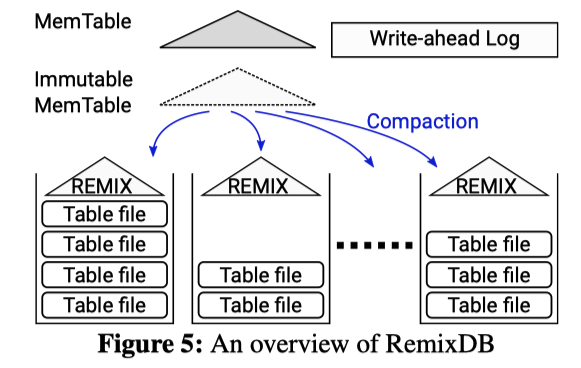 MemTable
Write-ahead Log
Immutable
MemTable
Compaction
REMIX
REMIX
REMIX
Table file
Table file
Table file
Table file
Table file
Table file
Table file
Table file
Table file
Figure 5: An overview of RemixDB